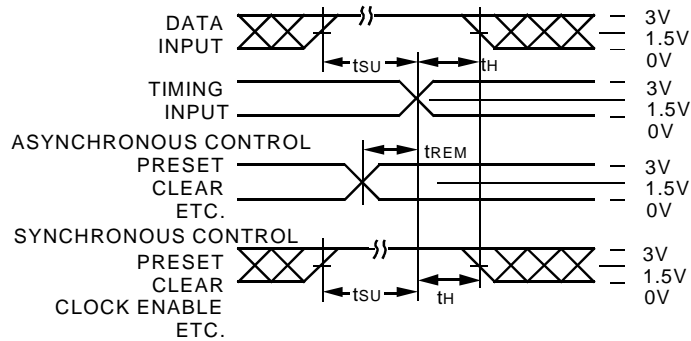 DATA
INPUT
tSU
tH
3V
1.5V
0V
TIMING
INPUT
3V
1.5V
0V
ASYNCHRONOUS CONTROL
PRESET
CLEAR
ETC.
tREM
3V
1.5V
0V
SYNCHRONOUS CONTROL
PRESET
CLEAR
CLOCK ENABLE
ETC.
tSU
tH
3V
1.5V
0V